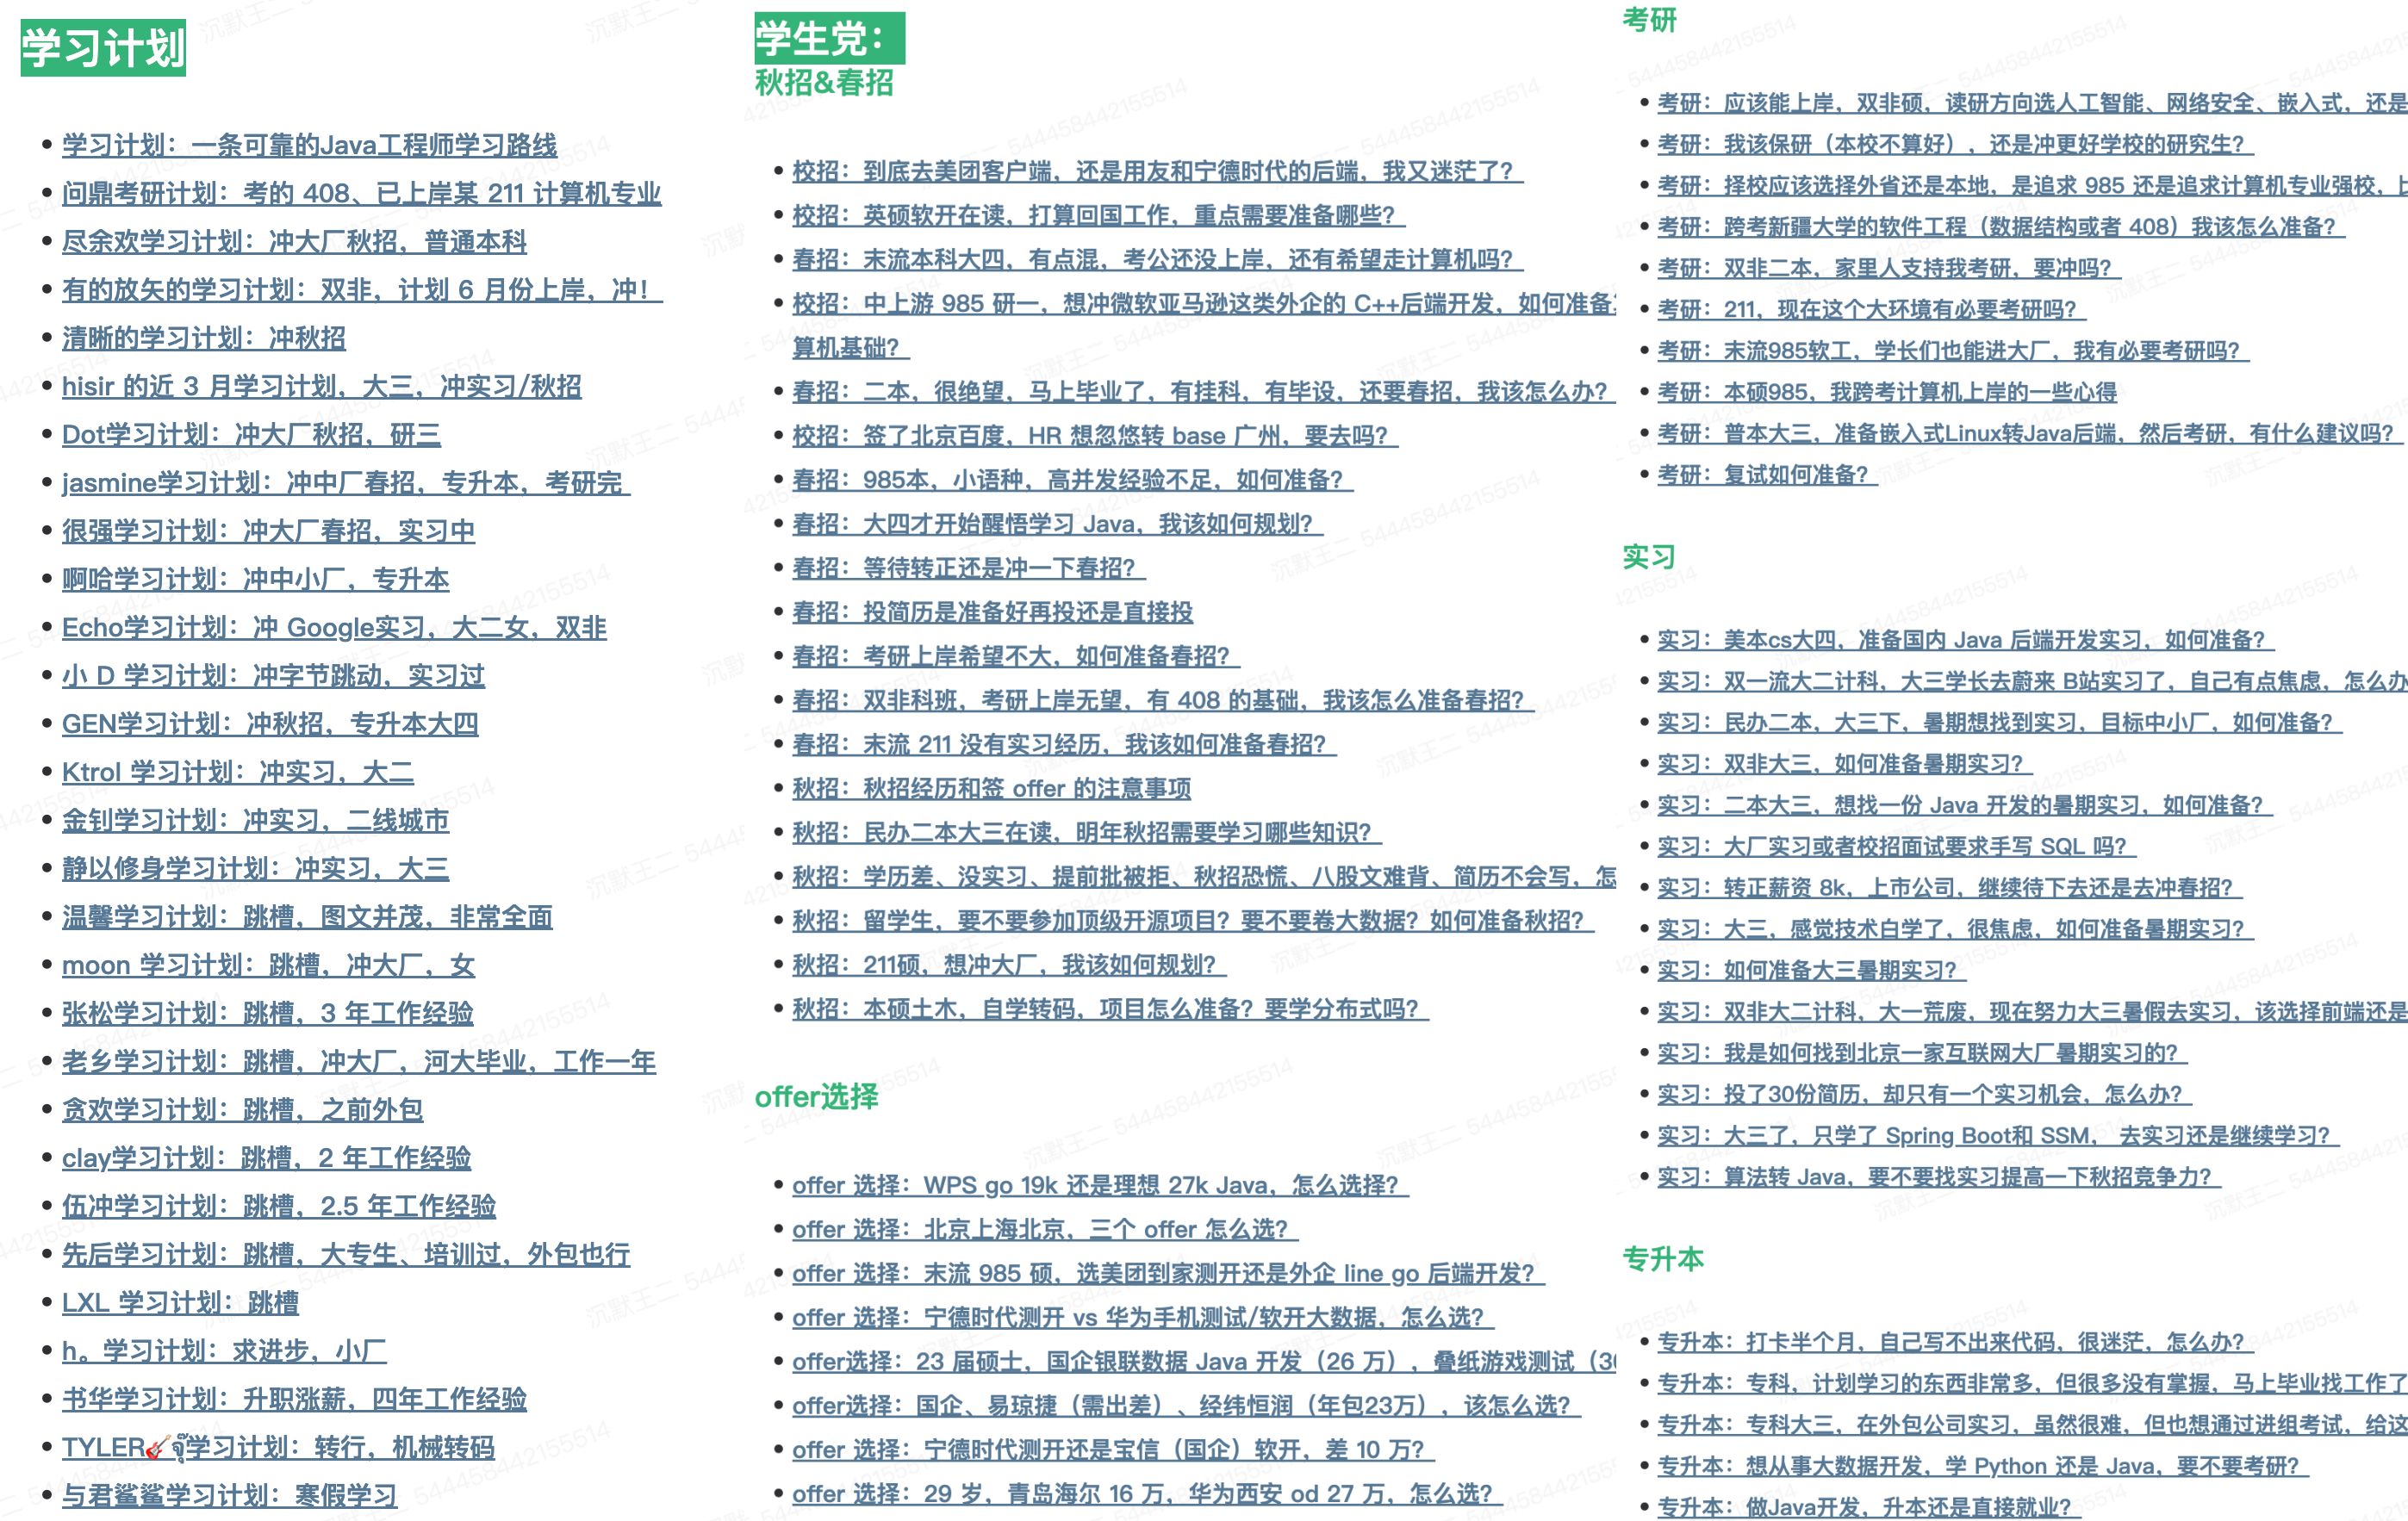 学习计划
学习计划：一条可靠的Java工程师学习路线
问鼎考研计划：考的 408、已上岸某 211 计算机专业
尽余欢学习计划：冲大厂秋招，普通本科
有的放矢的学习计划：双非，计划 6 月份上岸，冲！
清晰的学习计划：冲秋招
hisir 的近 3 月学习计划，大三，冲实习/秋招
Dot学习计划：冲大厂秋招，研三
jasmine学习计划：冲中厂春招，专升本，考研完
很强学习计划：冲大厂春招，实习中
啊哈学习计划：冲中小厂，专升本
Echo学习计划：冲 Google实习，大二女，双非
小 D 学习计划：冲字节跳动，实习过
GEN学习计划：冲秋招，专升本大四
Ktrol 学习计划：冲实习，大二
金钊学习计划：冲实习，二线城市
静以修身学习计划：冲实习，大三
温馨学习计划：跳槽，图文并茂，非常全面
moon 学习计划：跳槽，冲大厂，女
张松学习计划：跳槽，3 年工作经验
老乡学习计划：跳槽，冲大厂，河大毕业，工作一年
贪欢学习计划：跳槽，之前外包
clay学习计划：跳槽，2 年工作经验
伍冲学习计划：跳槽，2.5 年工作经验
先后学习计划：跳槽，大专生、培训过，外包也行
LXL 学习计划：跳槽
h。学习计划：求进步，小厂
书华学习计划：升职涨薪，四年工作经验
TYLER🎸 学习计划：转行，机械转码
与君鲨鲨学习计划：寒假学习
学生党：
秋招&春招
校招：到底去美团客户端，还是用友和宁德时代的后端，我又迷茫了？
校招：英硕软开在读，打算回国工作，重点需要准备哪些？
春招：末流本科大四，有点混，考公还没上岸，还有希望走计算机吗？
校招：中上游 985 研一，想冲微软亚马逊这类外企的 C++后端开发，如何准备
算机基础？
春招：二本，很绝望，马上毕业了，有挂科，有毕设，还要春招，我该怎么办？
校招：签了北京百度，HR 想忽悠转 base 广州，要去吗？
春招：985本，小语种，高并发经验不足，如何准备？
春招：大四才开始醒悟学习 Java，我该如何规划？
春招：等待转正还是冲一下春招？
春招：投简历是准备好再投还是直接投
春招：考研上岸希望不大，如何准备春招？
春招：双非科班，考研上岸无望，有 408 的基础，我该怎么准备春招？
春招：末流 211 没有实习经历，我该如何准备春招？
秋招：秋招经历和签 offer 的注意事项
秋招：民办二本大三在读，明年秋招需要学习哪些知识？
秋招：学历差、没实习、提前批被拒、秋招恐慌、八股文难背、简历不会写，怎
秋招：留学生，要不要参加顶级开源项目？要不要卷大数据？如何准备秋招？
秋招：211硕，想冲大厂，我该如何规划？
秋招：本硕土木，自学转码，项目怎么准备？要学分布式吗？
offer选择
offer 选择：WPS go 19k 还是理想 27k Java，怎么选择？
offer 选择：北京上海北京，三个 offer 怎么选？
offer 选择：末流 985 硕，选美团到家测开还是外企 line go 后端开发？
offer 选择：宁德时代测开 vs 华为手机测试/软开大数据，怎么选？
offer选择：23 届硕士，国企银联数据 Java 开发（26 万），叠纸游戏测试（3
offer选择：国企、易琼捷（需出差）、经纬恒润（年包23万），该怎么选？
offer 选择：宁德时代测开还是宝信（国企）软开，差 10 万？
offer 选择：29 岁，青岛海尔 16 万，华为西安 od 27 万，怎么选？
考研
考研：应该能上岸，双非硕，读研方向选人工智能、网络安全、嵌入式，还是
考研：我该保研（本校不算好），还是冲更好学校的研究生？
考研：择校应该选择外省还是本地，是追求 985 还是追求计算机专业强校，上
考研：跨考新疆大学的软件工程（数据结构或者 408）我该怎么准备？
考研：双非二本，家里人支持我考研，要冲吗？
考研：211，现在这个大环境有必要考研吗？
考研：末流985软工，学长们也能进大厂，我有必要考研吗？
考研：本硕985，我跨考计算机上岸的一些心得
考研：普本大三，准备嵌入式Linux转Java后端，然后考研，有什么建议吗？
考研：复试如何准备？
实习
实习：美本cs大四，准备国内 Java 后端开发实习，如何准备？
实习：双一流大二计科，大三学长去蔚来 B站实习了，自己有点焦虑，怎么办
实习：民办二本，大三下，暑期想找到实习，目标中小厂，如何准备？
实习：双非大三，如何准备暑期实习？
实习：二本大三，想找一份 Java 开发的暑期实习，如何准备？
实习：大厂实习或者校招面试要求手写 SQL 吗？
实习：转正薪资 8k，上市公司，继续待下去还是去冲春招？
实习：大三，感觉技术白学了，很焦虑，如何准备暑期实习？
实习：如何准备大三暑期实习？
实习：双非大二计科，大一荒废，现在努力大三暑假去实习，该选择前端还是
实习：我是如何找到北京一家互联网大厂暑期实习的？
实习：投了30份简历，却只有一个实习机会，怎么办？
实习：大三了，只学了 Spring Boot和 SSM， 去实习还是继续学习？
实习：算法转 Java，要不要找实习提高一下秋招竞争力？
专升本
专升本：打卡半个月，自己写不出来代码，很迷茫，怎么办？
专升本：专科，计划学习的东西非常多，但很多没有掌握，马上毕业找工作了
专升本：专科大三，在外包公司实习，虽然很难，但也想通过进组考试，给这
专升本：想从事大数据开发，学 Python 还是 Java，要不要考研？
专升本：做Java开发，升本还是直接就业？